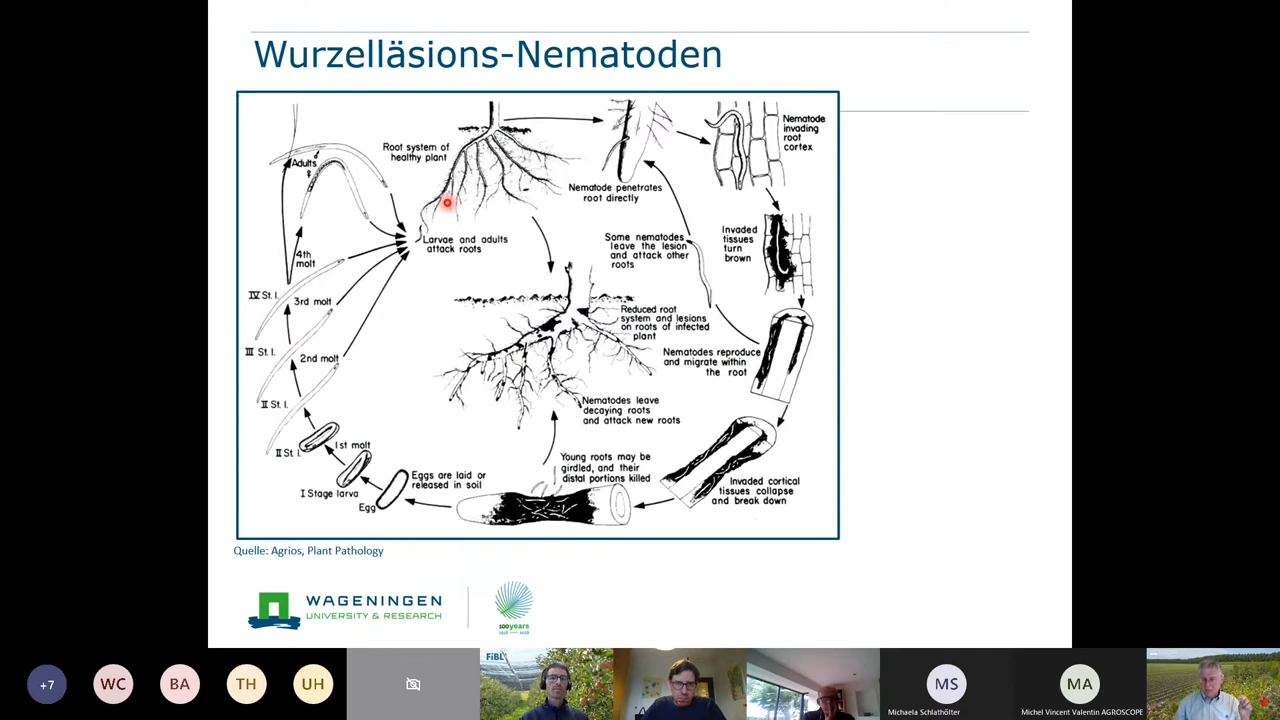 Wurzelläsions-Nematoden
Root system of
healthy plant
Nematode penetrates
root directly
Nematode
invading
root
cortex
Adults
Larvae and adults
attack roots
Some nematodes
leave the lesion
and attack other
roots
Invaded
tissues
turn
brown
4th
molt
IV St. l.
3rd molt
Reduced root
system and lesions
on roots of infected
plant
III St. l.
2nd molt
Nematodes reproduce
and migrate within
the root
II St. l.
Nematodes leave
decaying roots
and attack new roots
II St. l.
1st molt
I Stage larva
Egg
Eggs are laid or
released in soil
Young roots may be
girdled, and their
distal portions killed
Invaded cortical
tissues collapse
and break down
Quelle: Agrios, Plant Pathology
WAGENINGEN
UNIVERSITY & RESEARCH
100years
1918 — 2018
+7
WC
BA
TH
UH
FiBL
MS
Michaela Schlathölter
MA
Michel Vincent Valentin AGROSCOPE